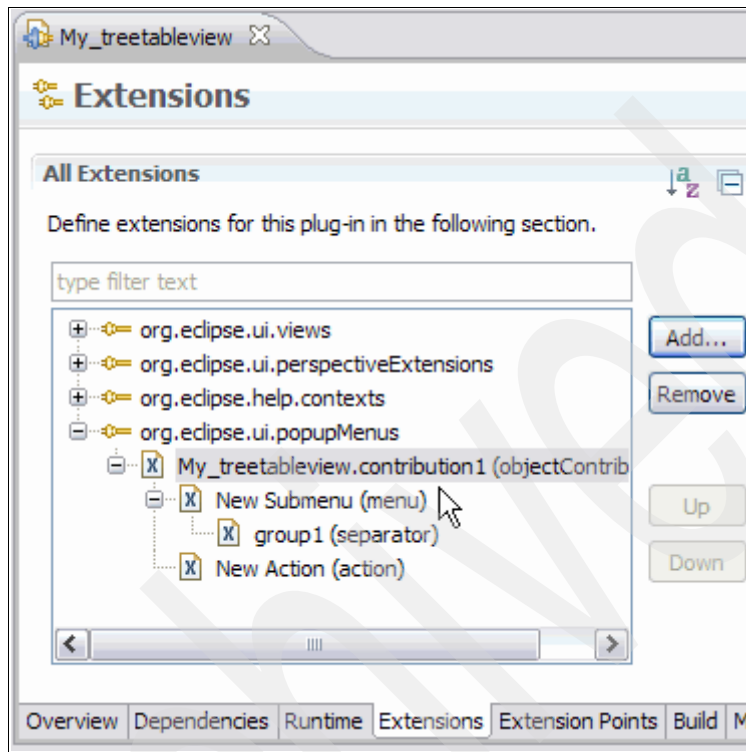 My_treetableview
Extensions
All Extensions
Define extensions for this plug-in in the following section.
type filter text
org.eclipse.ui.views
Add...
org.eclipse.ui.perspectiveExtensions
org.eclipse.help.contexts
Remove
org.eclipse.ui.popupMenus
My_treetableview.contribution1 (objectContrib
New Submenu (menu)
Up
group1 (separator)
New Action (action)
Down
Overview Dependencies Runtime Extensions Extension Points Build M